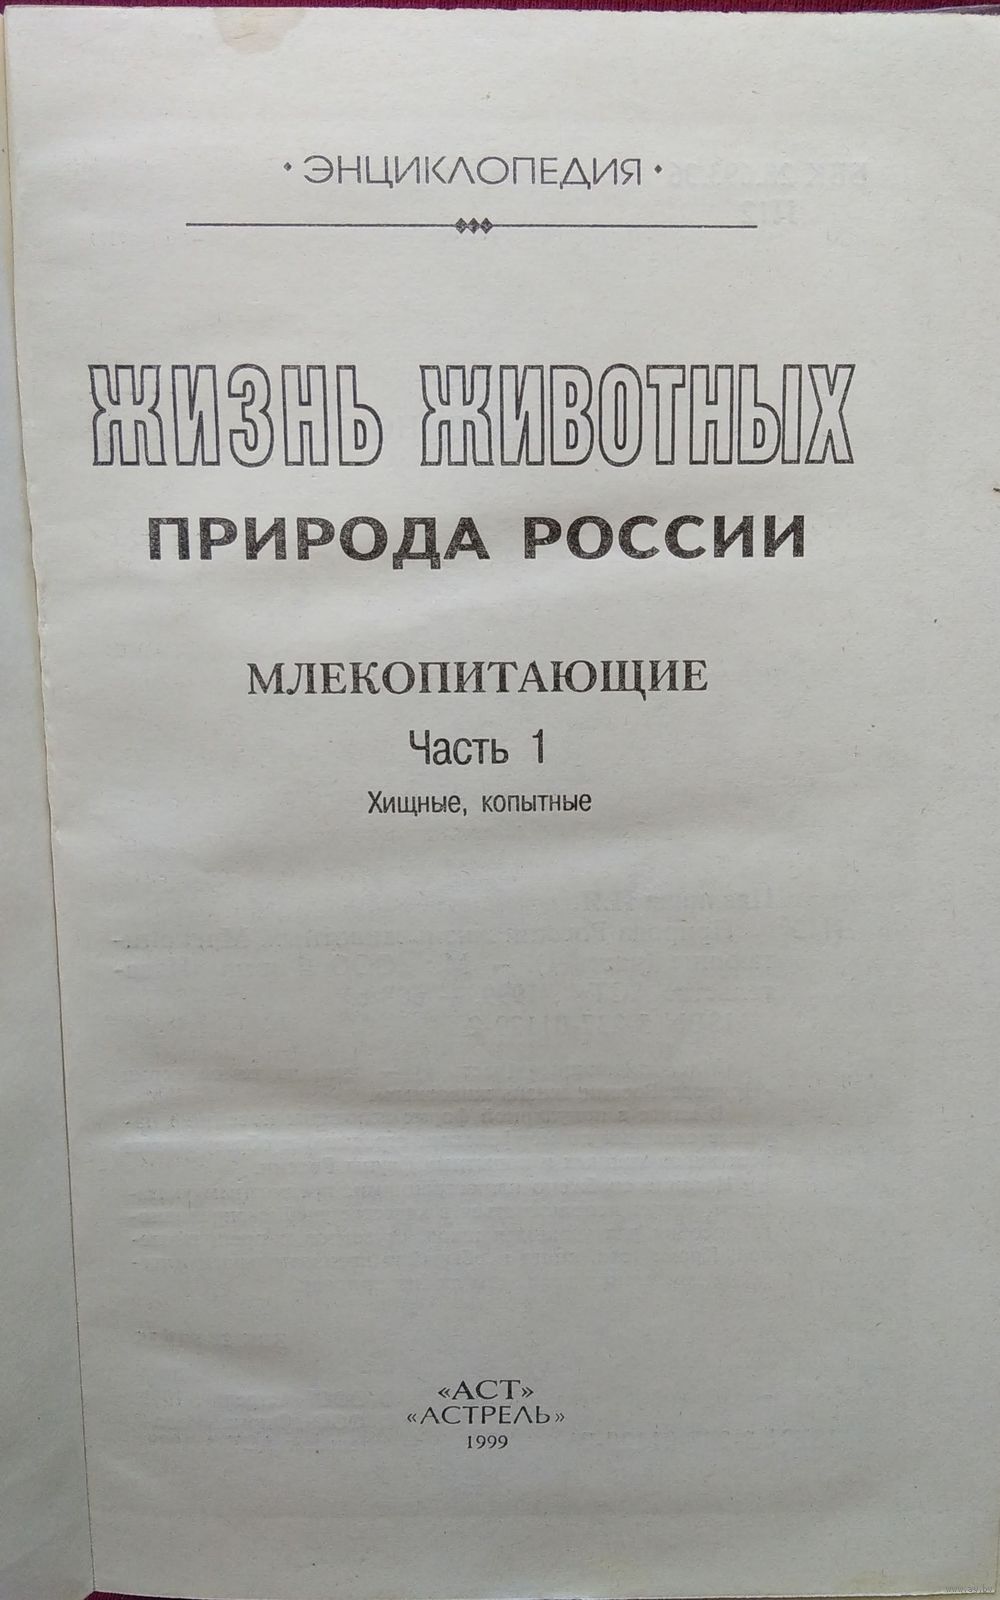 • ЭНЦИКЛОПЕДИЯ •
ЖИЗНЬ ЖИВОТНЫХ
ПРИРОДА РОССИИ
МЛЕКОПИТАЮЩИЕ
Часть 1
Хищные, копытные
«АСТ»
«АСТРЕЛЬ»
1999